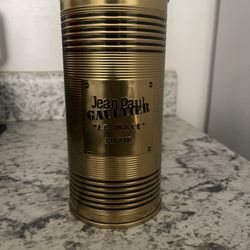 Jean Paul
GAULTIER
"LE MALE"
ELIXIR